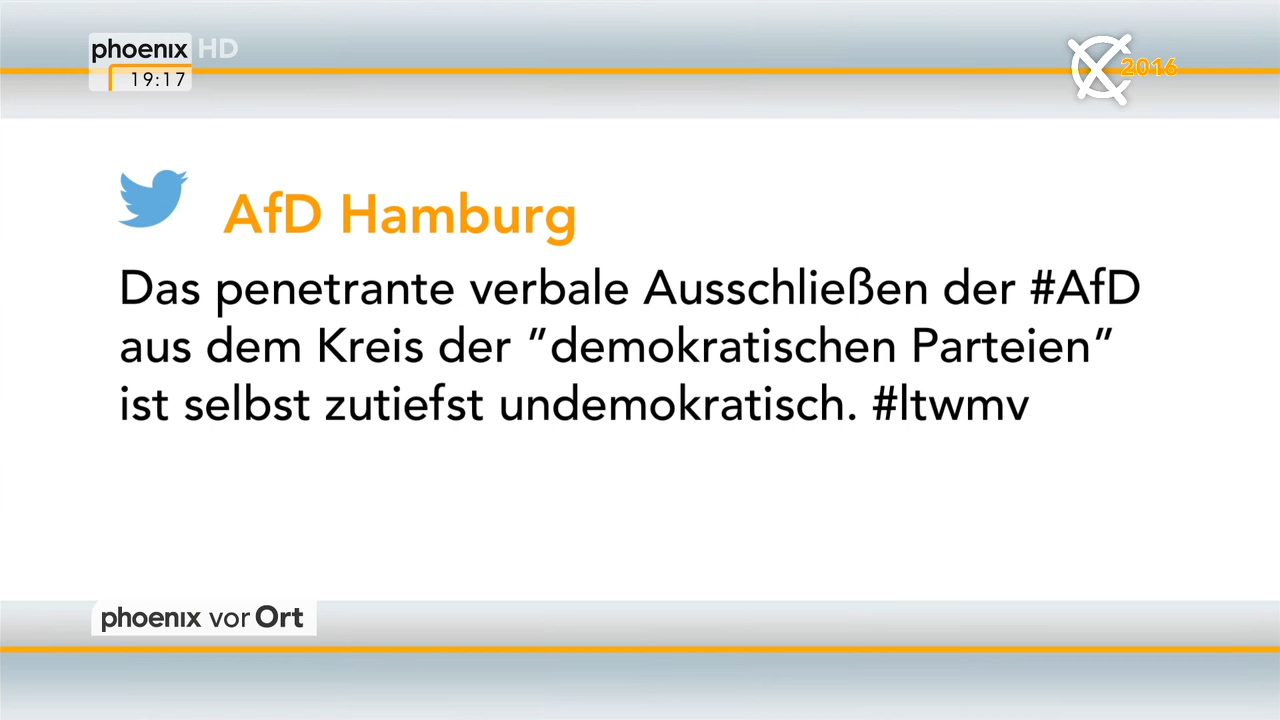 phoenix HD
19:17
2016
AfD Hamburg
Das penetrante verbale Ausschließen der #AfD
aus dem Kreis der "demokratischen Parteien"
ist selbst zutiefst undemokratisch. #ltwmv
phoenix vor Ort